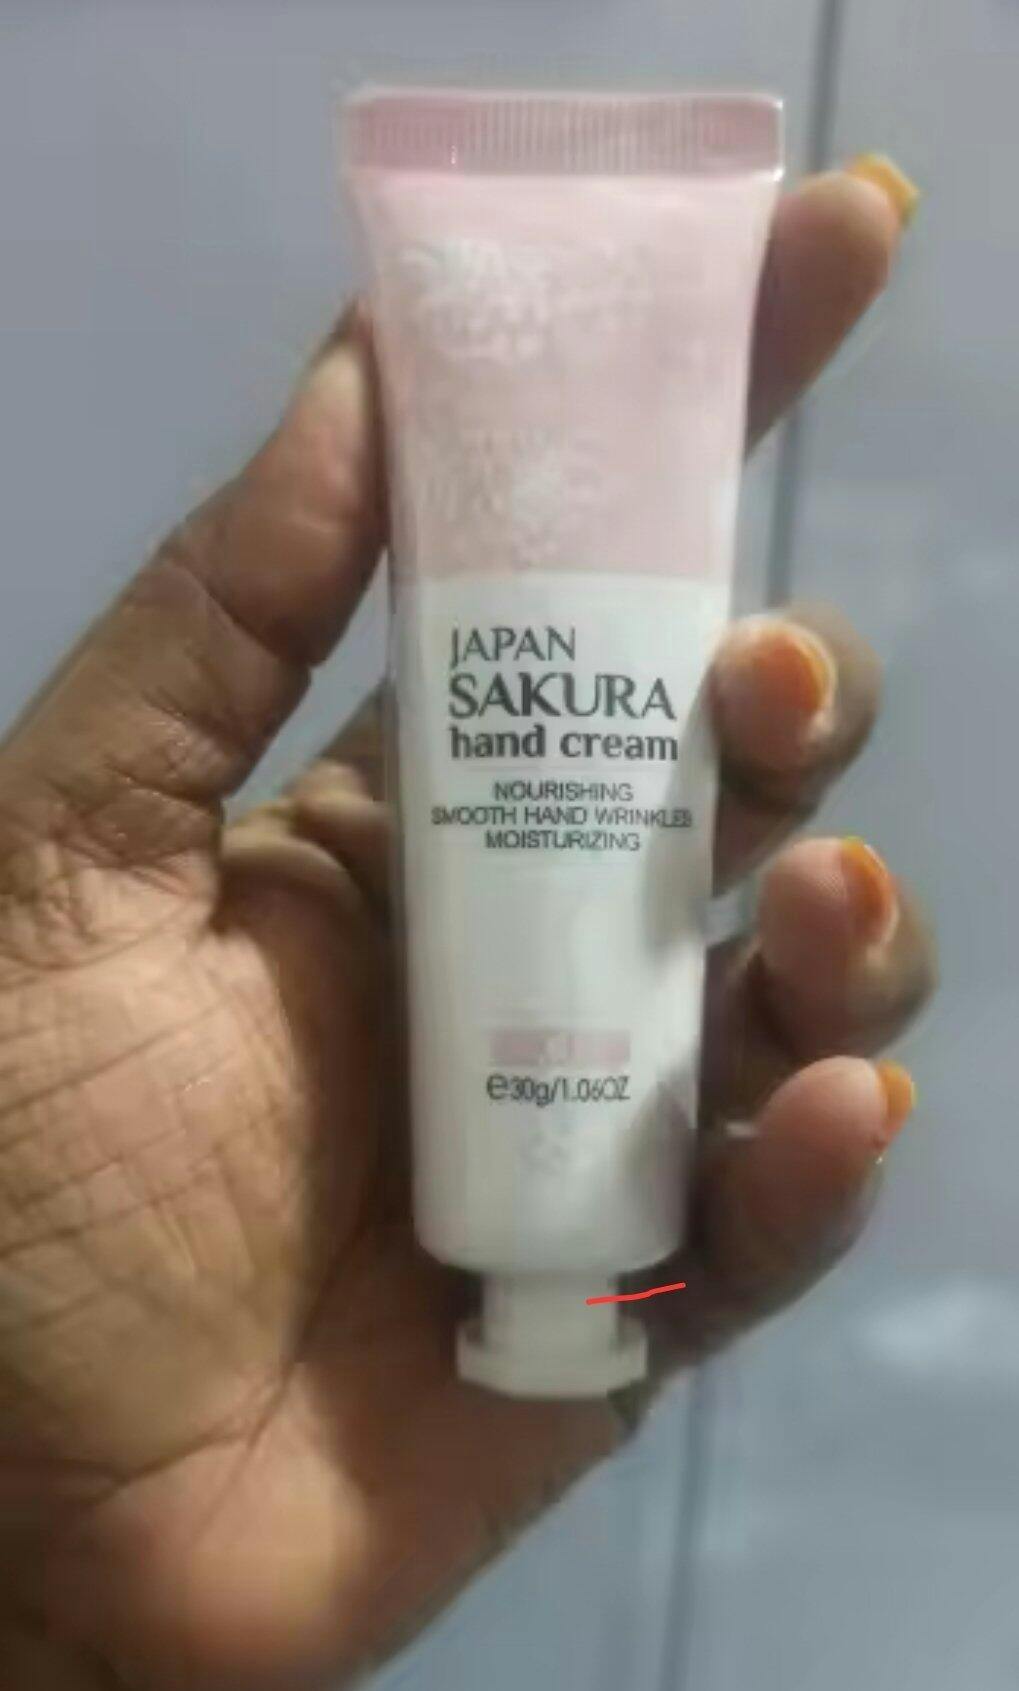 JAPAN
SAKURA
hand cream
NOURISHING
SMOOTH HAND WRINKLES
MOISTURIZING
℮30g/1.06OZ